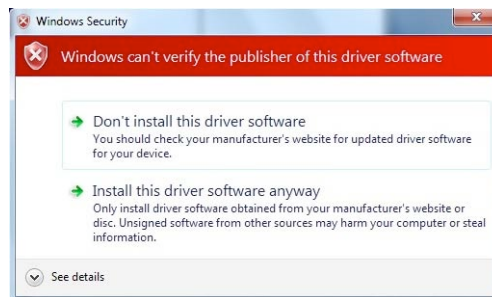 Windows Security
Windows can't verify the publisher of this driver software
Don't install this driver software
You should check your manufacturer's website for updated driver software
for your device.
Install this driver software anyway
Only install driver software obtained from your manufacturer's website or
disc. Unsigned software from other sources may harm your computer or steal
information.
See details